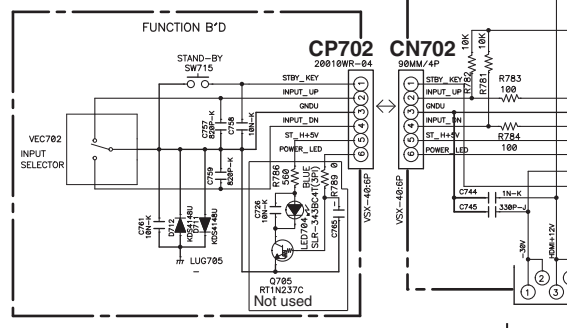 FUNCTION B'D
STAND-BY
SW715
CP702
20010WR-04
CN702
90MM/4P
STBY_KEY
INPUT_UP
GNDU
INPUT_DN
ST_H+5V
POWER_LED
1
2
3
4
5
6
VSX-40:6P
1
2
3
4
5
6
VSX-40:6P
STBY_KEY
INPUT_UP
GNDU
INPUT_DN
ST_H+5V
POWER_LED
10K
R782
10K
R781
R783
100
R784
100
C744
1N-K
C745
330P-J
-30V
HDMI+12V
1
2
3
VEC702
INPUT
SELECTOR
C757
820P-K
C758
10N-K
C759
820P-K
C761
10N-K
D712
KDS4148U
KDS4148U
LUG705
R786
560
BLUE
LED704
SLR-343BC4T(3PI)
R789
0
C726
10N-K
C765
Q705
RT1N237C
Not used